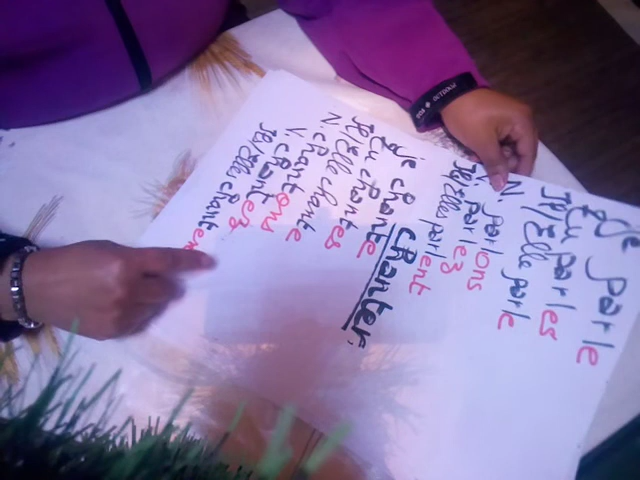 Je parle
Tu parles
Il/Elle parle
N. parlons
V. parlez
Ils/Elles parlent
Chanter.
Je chante
Tu chantes
Il/Elle chante
N. chantons
V. chantez
Ils/Elles chantent